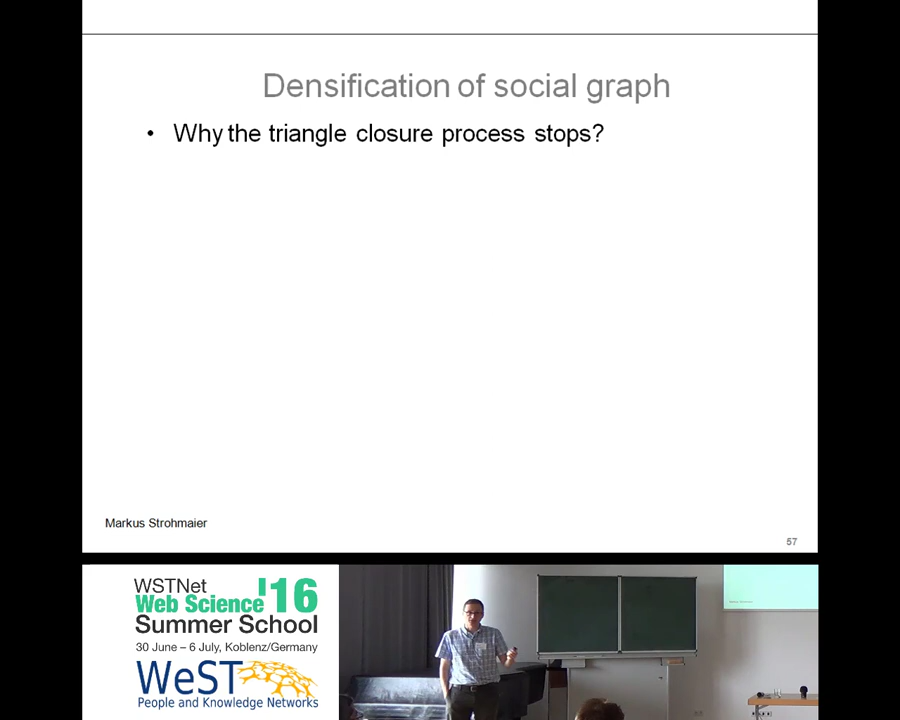 Densification of social graph
• Why the triangle closure process stops?
Markus Strohmaier
57
WSTNet
Web Science '16
Summer School
30 June – 6 July, Koblenz/Germany
WeST
People and Knowledge Networks